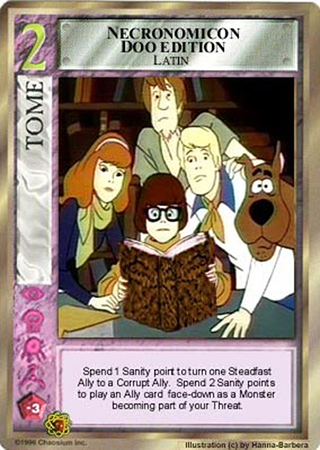 2
NECRONOMICON
DOO EDITION
LATIN
TOME
Spend 1 Sanity point to turn one Steadfast
Ally to a Corrupt Ally. Spend 2 Sanity points
to play an Ally card face-down as a Monster
becoming part of your Threat.
-3
©1996 Chaosium Inc.
Illustration (c) by Hanna-Barbera